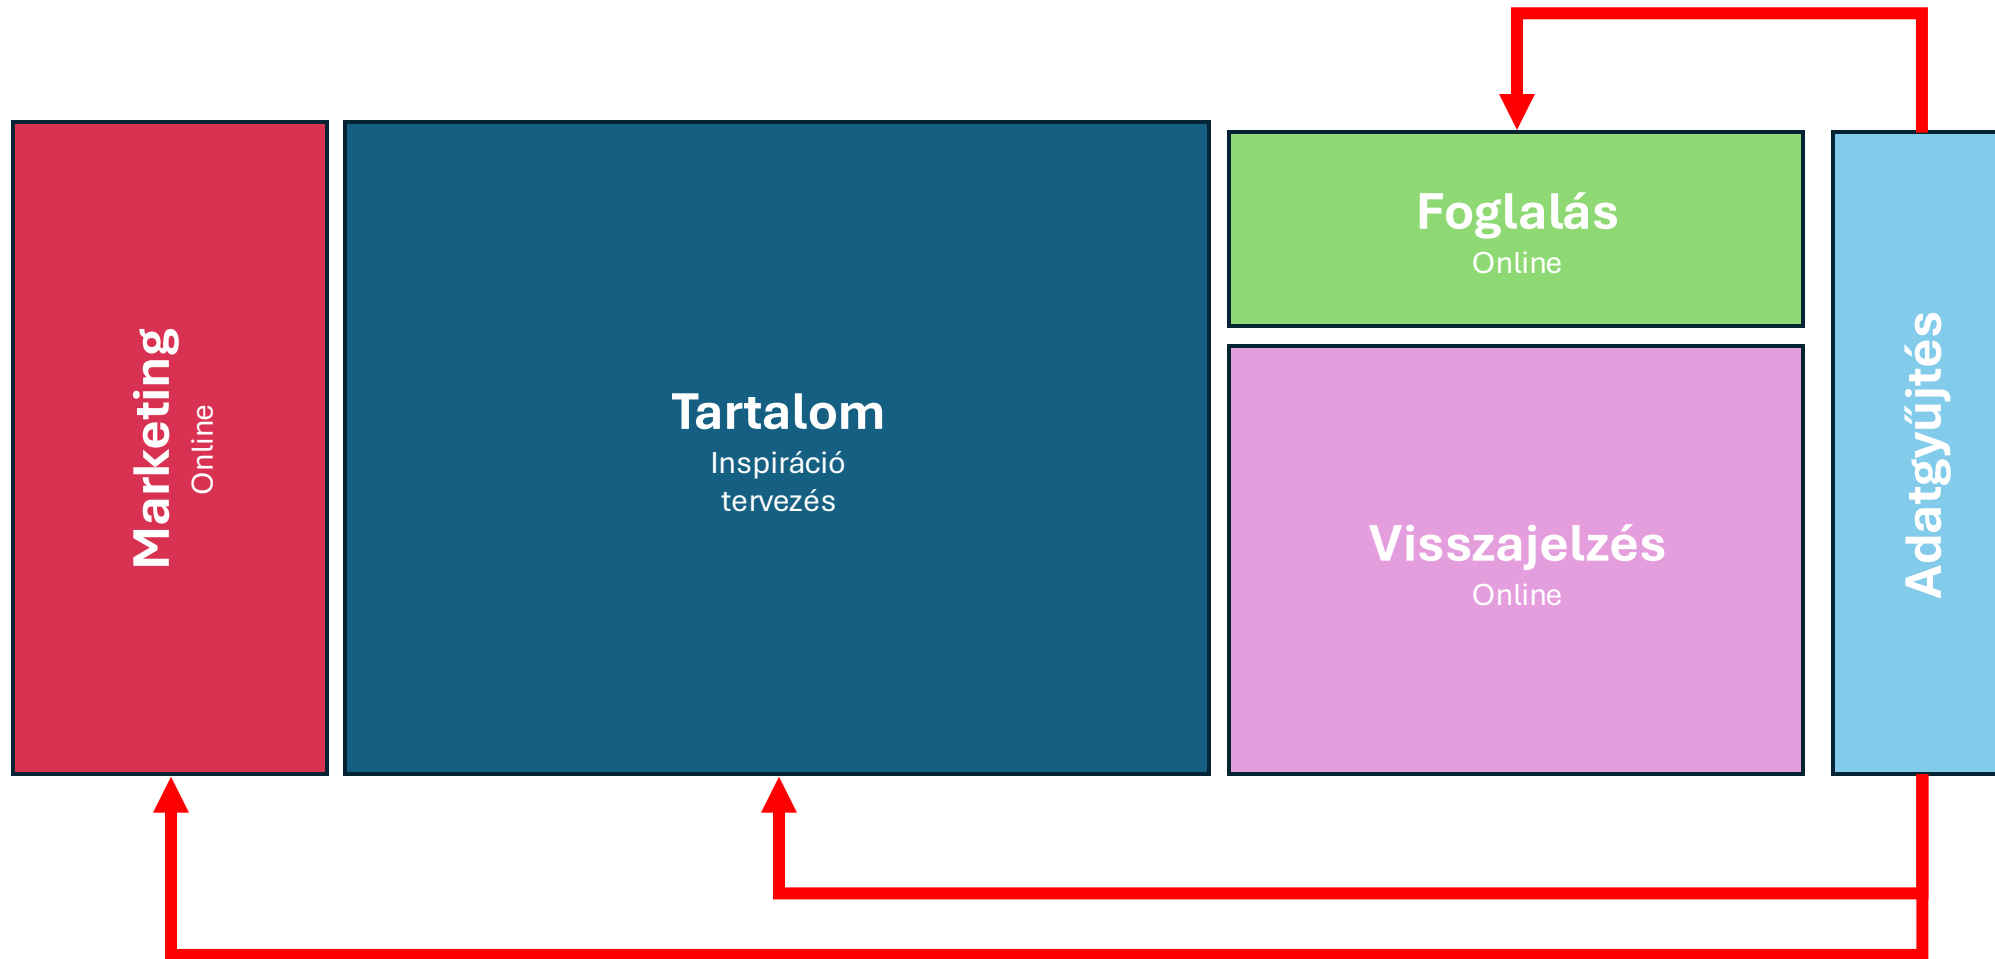 Marketing
Online
Tartalom
Inspiráció
tervezés
Foglalás
Online
Visszajelzés
Online
Adatgyűjtés